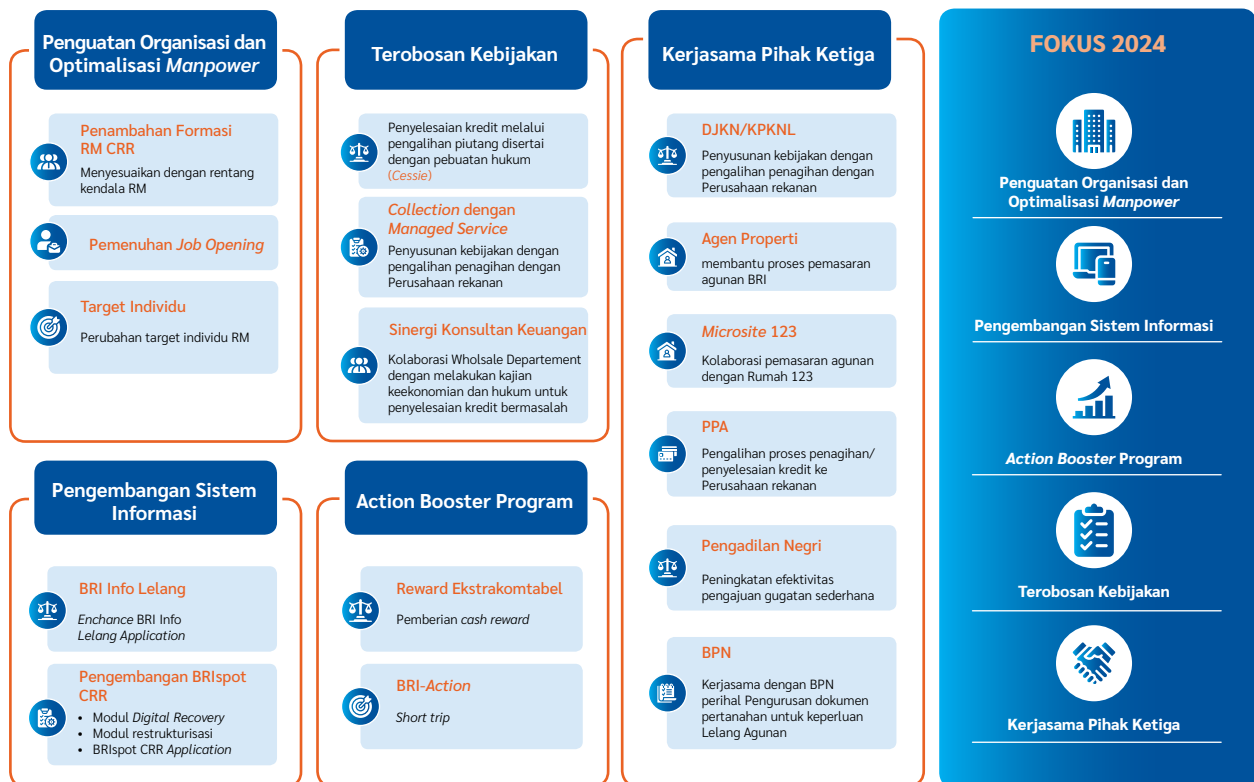 Penguatan Organisasi dan
Optimalisasi Manpower
Penambahan Formasi
RM CRR
Menyesuaikan dengan rentang
kendala RM
Pemenuhan Job Opening
Target Individu
Perubahan target individu RM
Terobosan Kebijakan
Penyelesaian kredit melalui
pengalihan piutang disertai
dengan pebuatan hukum
(Cessie)
Collection dengan
Managed Service
Penyusunan kebijakan dengan
pengalihan penagihan dengan
Perusahaan rekanan
Sinergi Konsultan Keuangan
Kolaborasi Wholsale Departement
dengan melakukan kajian
keekonomian dan hukum untuk
penyelesaian kredit bermasalah
Kerjasama Pihak Ketiga
DJKN/KPKNL
Penyusunan kebijakan dengan
pengalihan penagihan dengan
Perusahaan rekanan
Agen Properti
membantu proses pemasaran
agunan BRI
Microsite 123
Kolaborasi pemasaran agunan
dengan Rumah 123
PPA
Pengalihan proses penagihan/
penyelesaian kredit ke
Perusahaan rekanan
Pengadilan Negri
Peningkatan efektivitas
pengajuan gugatan sederhana
BPN
Kerjasama dengan BPN
perihal Pengurusan dokumen
pertanahan untuk keperluan
Lelang Agunan
Pengembangan Sistem
Informasi
BRI Info Lelang
Enchance BRI Info
Lelang Application
Pengembangan BRIspot
CRR
• Modul Digital Recovery
• Modul restrukturisasi
• BRIspot CRR Application
Action Booster Program
Reward Ekstrakomtabel
Pemberian cash reward
BRI-Action
Short trip
FOKUS 2024
Penguatan Organisasi dan
Optimalisasi Manpower
Pengembangan Sistem Informasi
Action Booster Program
Terobosan Kebijakan
Kerjasama Pihak Ketiga